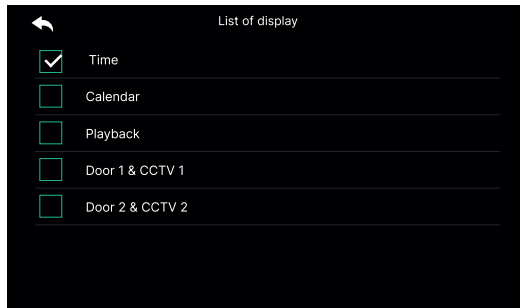 List of display
Time
Calendar
Playback
Door 1 & CCTV 1
Door 2 & CCTV 2